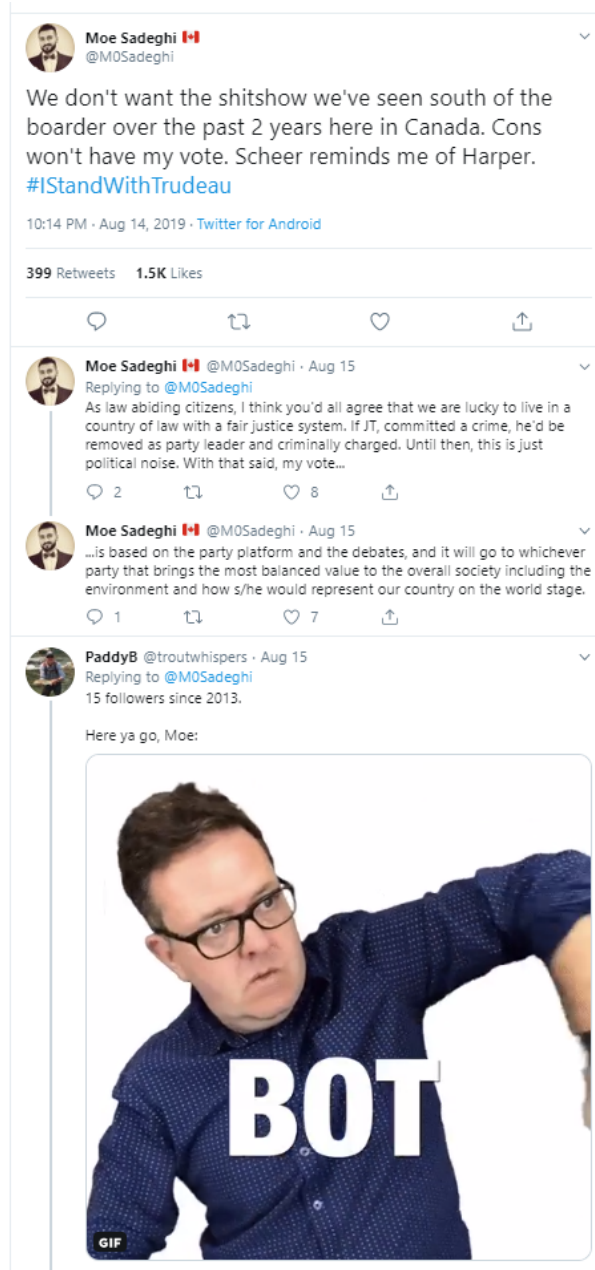 Moe Sadeghi 🇨🇦
@M0Sadeghi
We don't want the shitshow we've seen south of the
boarder over the past 2 years here in Canada. Cons
won't have my vote. Scheer reminds me of Harper.
#IStandWithTrudeau
10:14 PM · Aug 14, 2019 · Twitter for Android
399 Retweets 1.5K Likes
Moe Sadeghi 🇨🇦 @M0Sadeghi · Aug 15
Replying to @M0Sadeghi
As law abiding citizens, I think you'd all agree that we are lucky to live in a
country of law with a fair justice system. If JT, committed a crime, he'd be
removed as party leader and criminally charged. Until then, this is just
political noise. With that said, my vote...
2 8
Moe Sadeghi 🇨🇦 @M0Sadeghi · Aug 15
...is based on the party platform and the debates, and it will go to whichever
party that brings the most balanced value to the overall society including the
environment and how s/he would represent our country on the world stage.
1 7
PaddyB @troutwhispers · Aug 15
Replying to @M0Sadeghi
15 followers since 2013.
Here ya go, Moe:
BOT
GIF